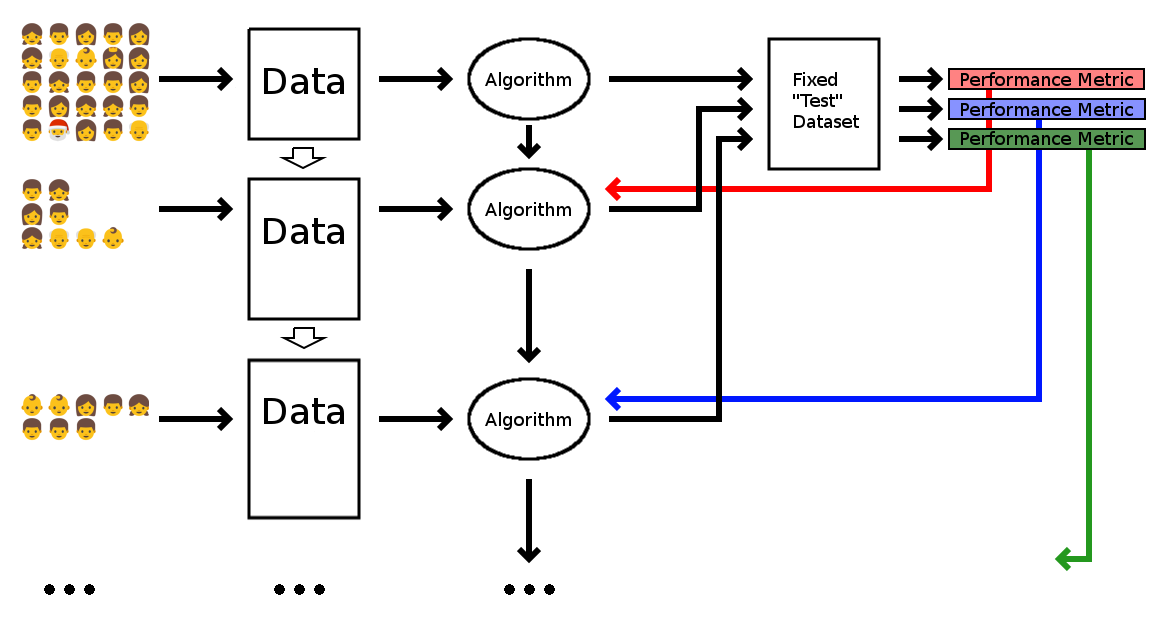 Data
Algorithm
Fixed
"Test"
Dataset
Performance Metric
Performance Metric
Performance Metric
Data
Algorithm
Data
Algorithm